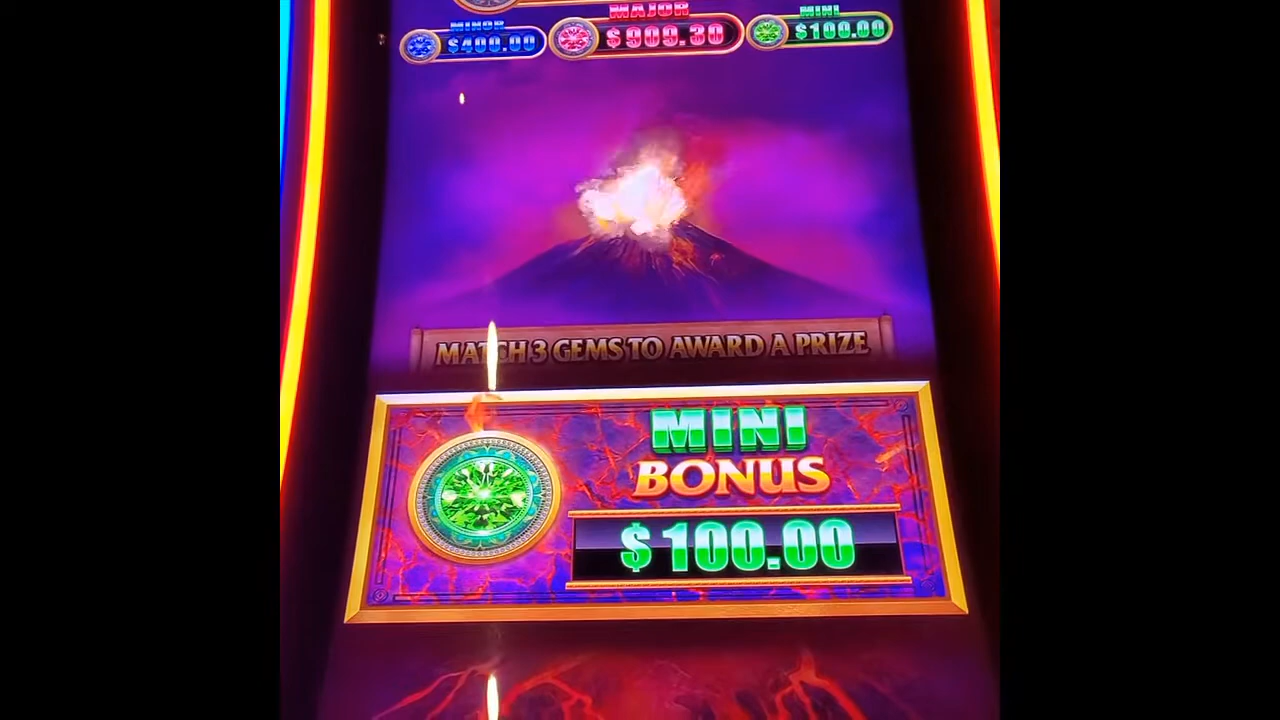 MINOR
$400.00
MAJOR
$909.30
MINI
$100.00
MATCH 3 GEMS TO AWARD A PRIZE
MINI
BONUS
$100.00